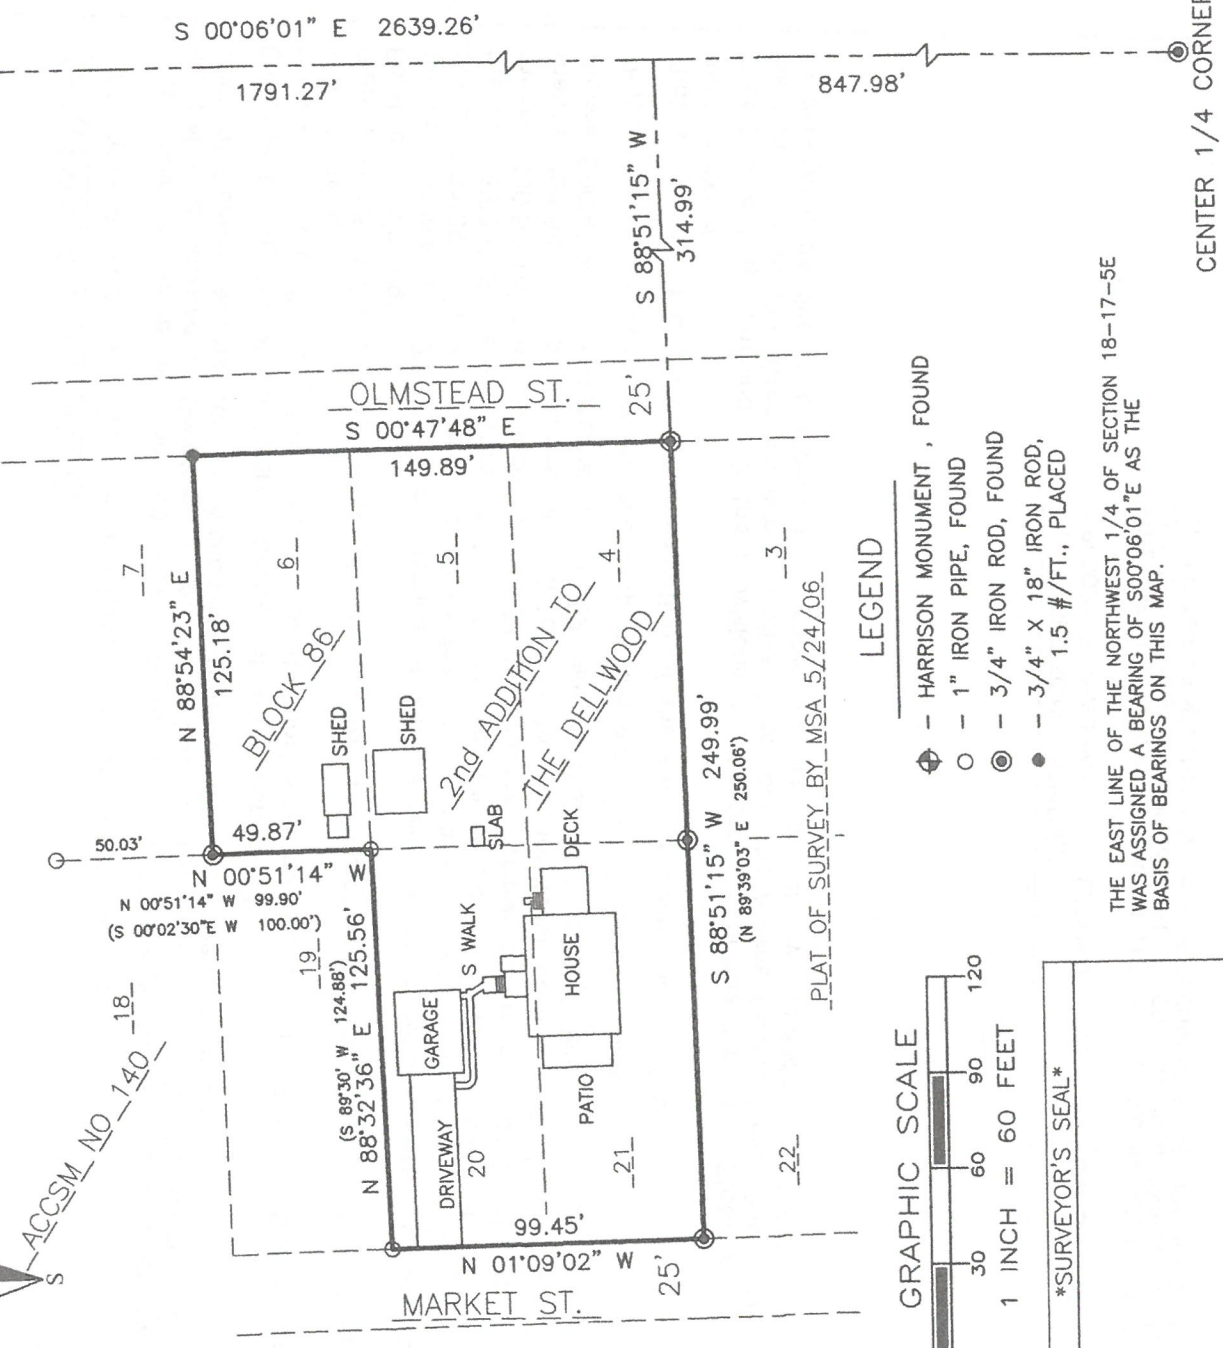 S 00°06'01" E 2639.26'
1791.27'
847.98'
CENTER 1/4 CORNER
S 88°51'15" W
314.99'
OLMSTEAD ST.
25'
S 00°47'48" E
149.89'
7
6
5
4
3
N 88°54'23" E
125.18'
BLOCK 86
2nd ADDITION TO
THE DELLWOOD
SHED
SHED
SLAB
DECK
50.03'
49.87'
N 00°51'14" W
N 00°51'14" W 99.90'
(S 00°02'30"E W 100.00')
S 88°51'15" W 249.99'
(N 89°39'03" E 250.06')
PLAT OF SURVEY BY MSA 5/24/06
18
19
ACCSM NO 140
S
(S 89°30' W 124.88')
N 88°32'36" E 125.56'
S WALK
GARAGE
HOUSE
PATIO
DRIVEWAY
20
21
22
99.45'
N 01°09'02" W
25'
MARKET ST.
LEGEND
– HARRISON MONUMENT , FOUND
– 1" IRON PIPE, FOUND
– 3/4" IRON ROD, FOUND
– 3/4" X 18" IRON ROD,
1.5 #/FT., PLACED
THE EAST LINE OF THE NORTHWEST 1/4 OF SECTION 18–17–5E
WAS ASSIGNED A BEARING OF S00°06'01"E AS THE
BASIS OF BEARINGS ON THIS MAP.
GRAPHIC SCALE
30 60 90 120
1 INCH = 60 FEET
*SURVEYOR'S SEAL*